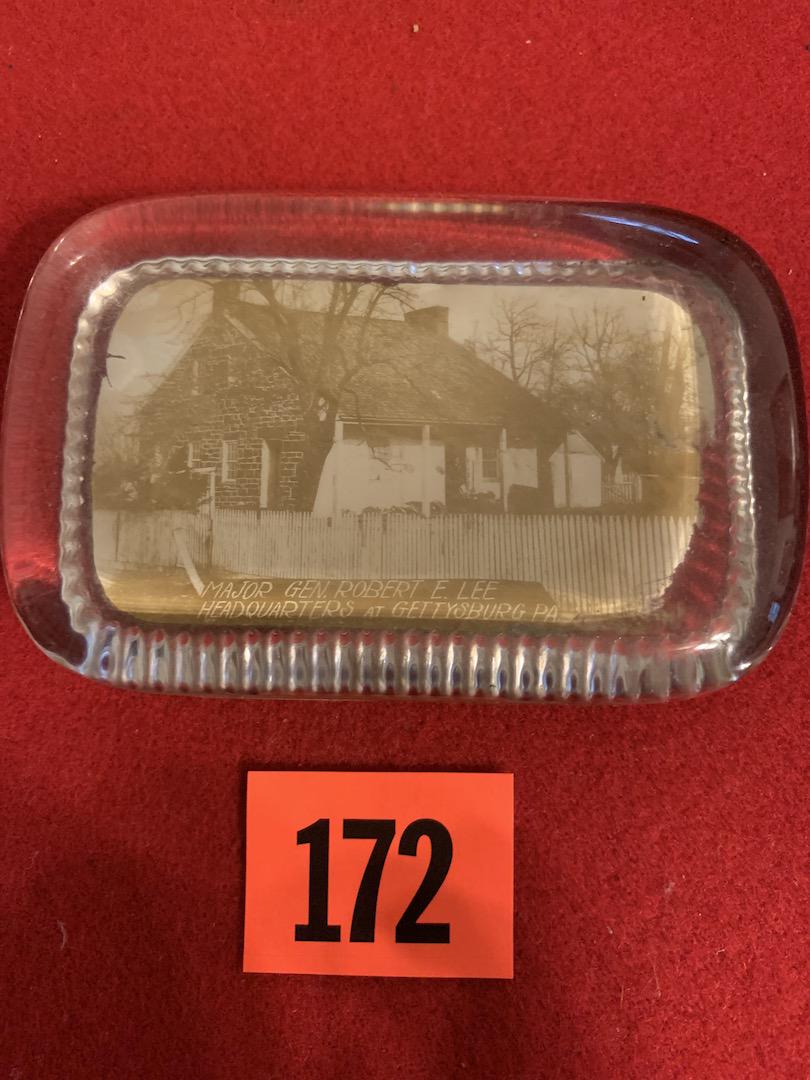 MAJOR GEN. ROBERT E. LEE
HEADQUARTERS AT GETTYSBURG PA
172